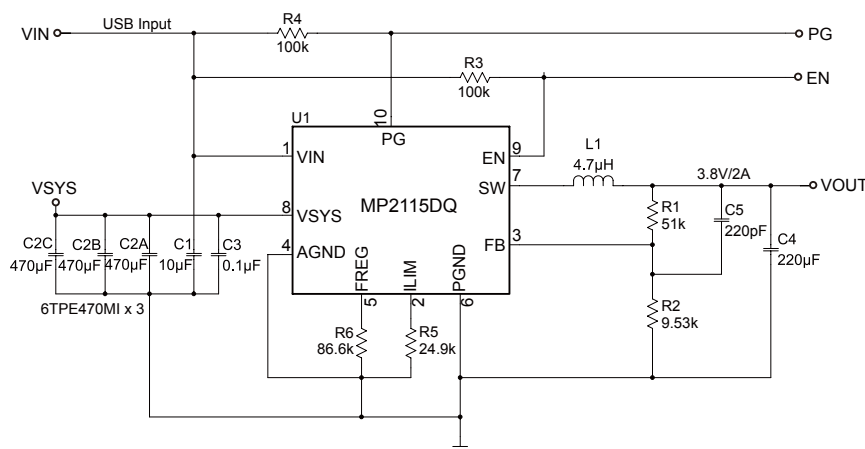 VIN
USB Input
R4
100k
PG
R3
100k
EN
U1
10
PG
1
VIN
EN
9
L1
4.7µH
SW
7
3.8V/2A
VOUT
VSYS
8
VSYS
MP2115DQ
R1
51k
C5
220pF
C4
220µF
C2C
470µF
C2B
470µF
C2A
470µF
C1
10µF
C3
0.1µF
4
AGND
FB
3
FREG
ILIM
PGND
5
2
6
6TPE470MI x 3
R2
9.53k
R6
86.6k
R5
24.9k